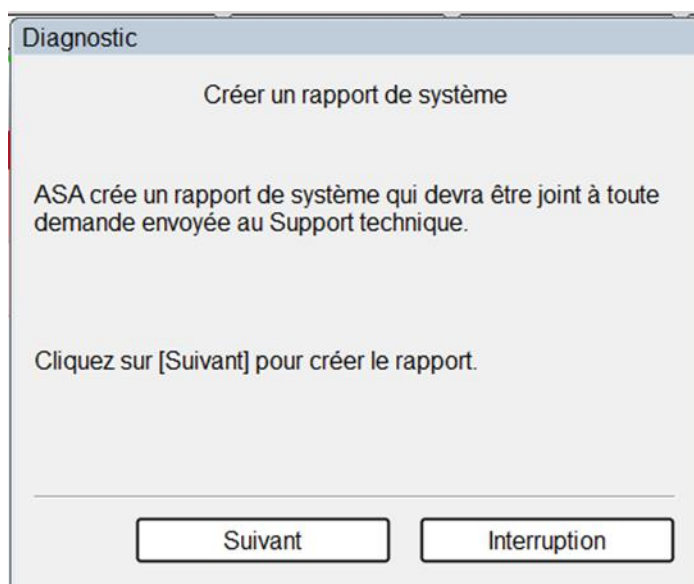 Diagnostic
Créer un rapport de système
ASA crée un rapport de système qui devra être joint à toute
demande envoyée au Support technique.
Cliquez sur [Suivant] pour créer le rapport.
Suivant
Interruption